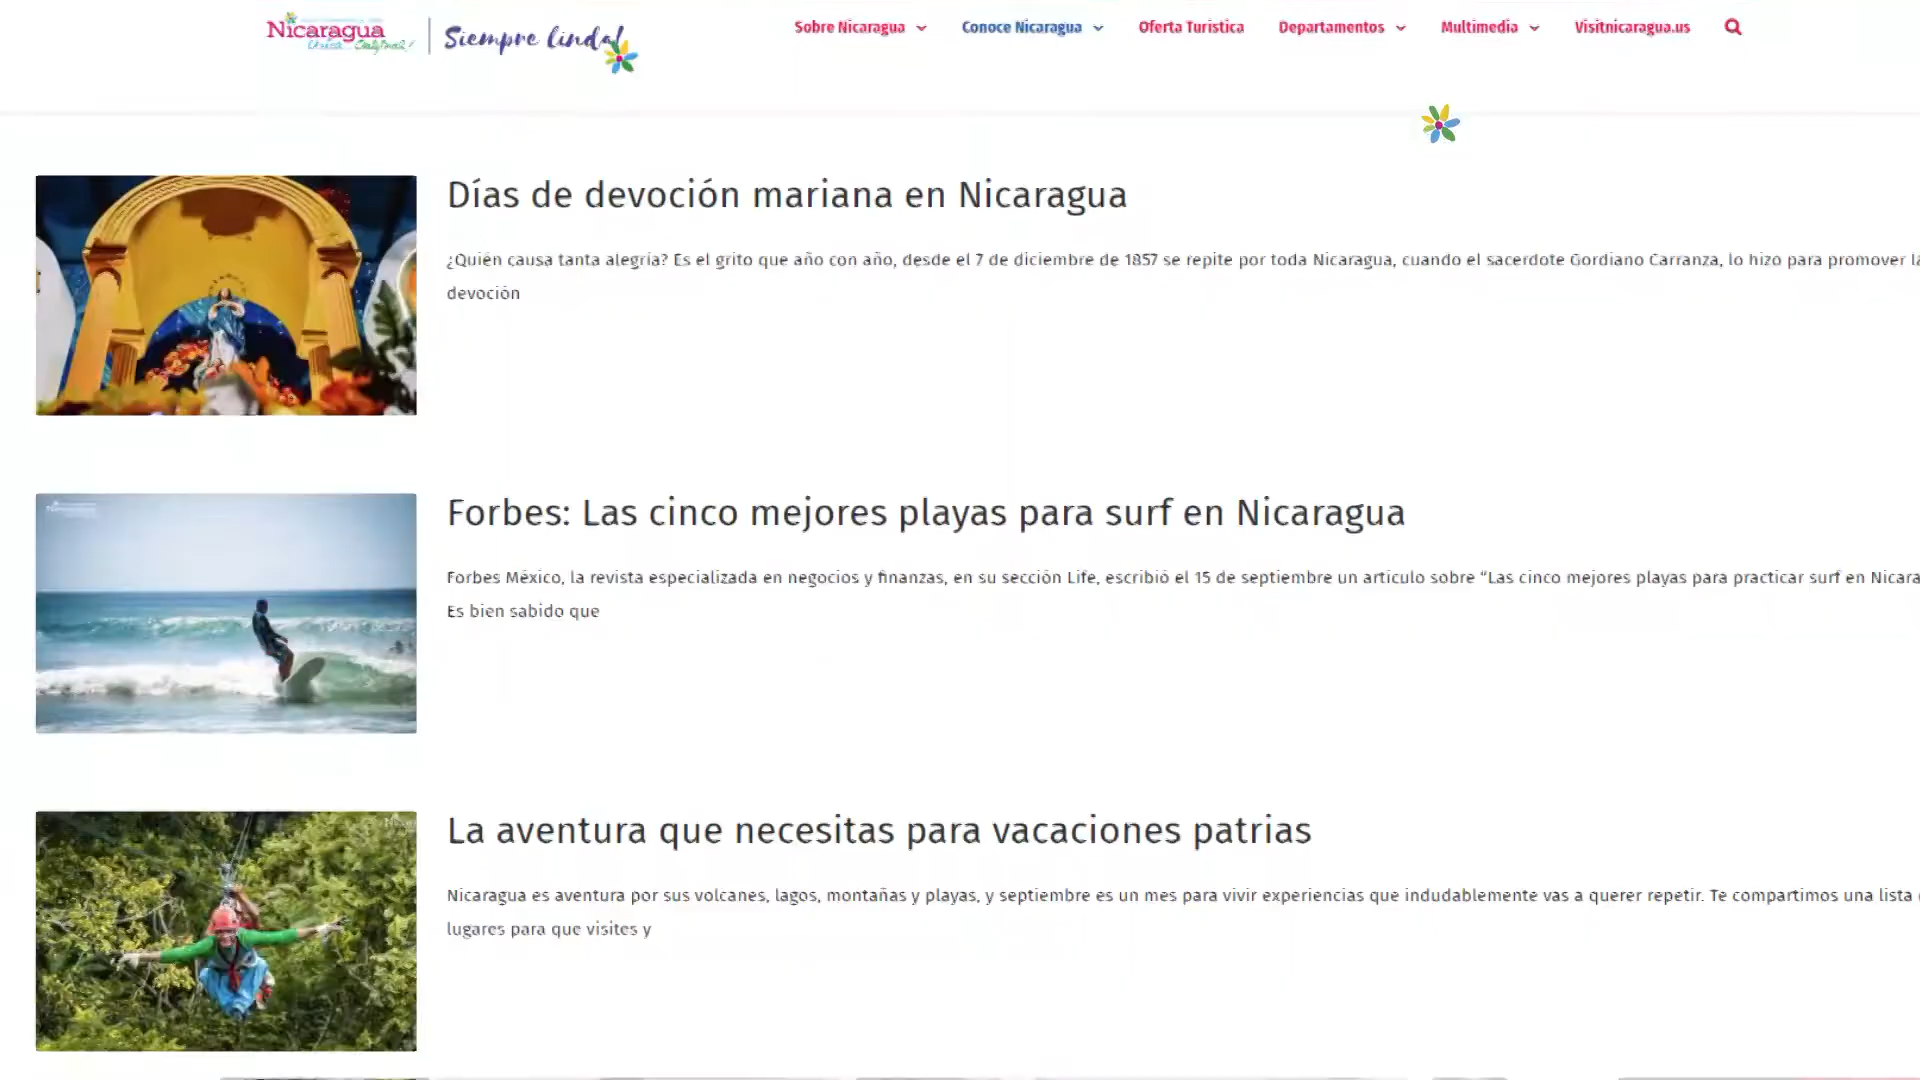 Nicaragua
Única... Original!
Siempre linda!
Sobre Nicaragua
Conoce Nicaragua
Oferta Turística
Departamentos
Multimedia
Visitnicaragua.us
Días de devoción mariana en Nicaragua
¿Quién causa tanta alegría? Es el grito que año con año, desde el 7 de diciembre de 1857 se repite por toda Nicaragua, cuando el sacerdote Gordiano Carranza, lo hizo para promover la
devoción
Forbes: Las cinco mejores playas para surf en Nicaragua
Forbes México, la revista especializada en negocios y finanzas, en su sección Life, escribió el 15 de septiembre un artículo sobre “Las cinco mejores playas para practicar surf en Nicara
Es bien sabido que
La aventura que necesitas para vacaciones patrias
Nicaragua es aventura por sus volcanes, lagos, montañas y playas, y septiembre es un mes para vivir experiencias que indudablemente vas a querer repetir. Te compartimos una lista
lugares para que visites y